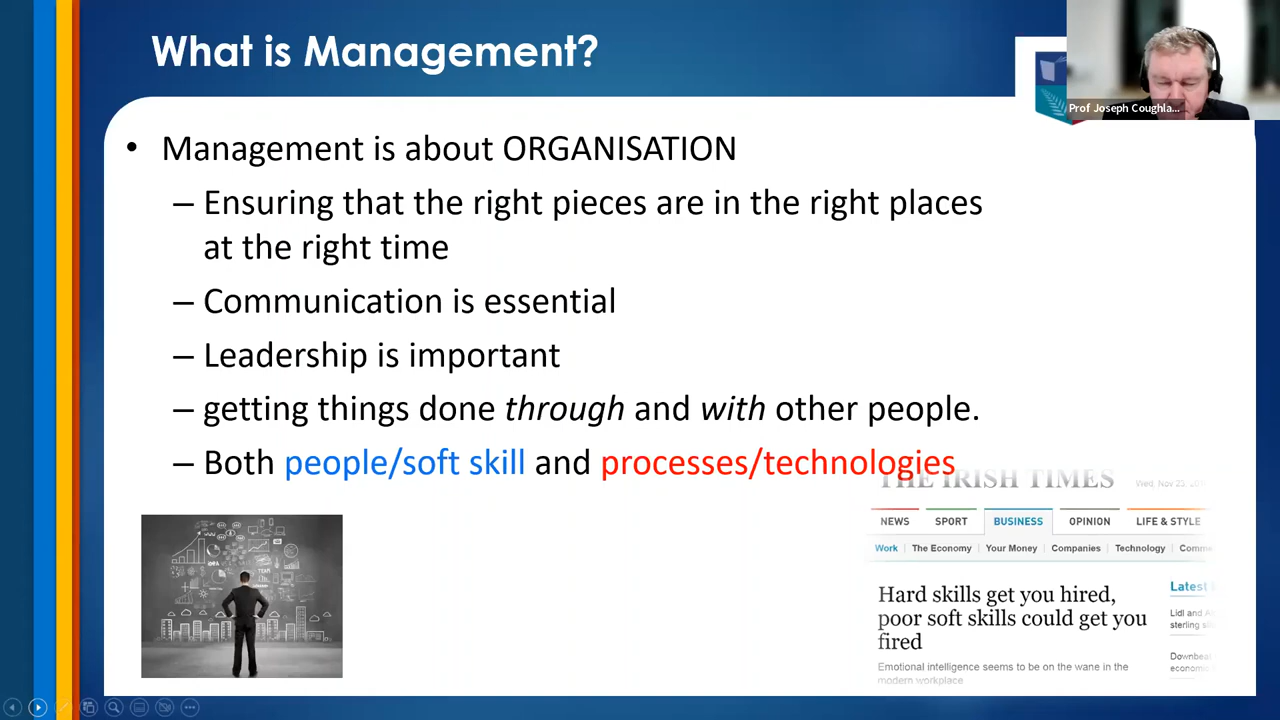 What is Management?
Prof Joseph Coughla...
• Management is about ORGANISATION
– Ensuring that the right pieces are in the right places
at the right time
– Communication is essential
– Leadership is important
– getting things done through and with other people.
– Both people/soft skill and processes/technologies
THE IRISH TIMES
Wed, Nov 23,
NEWS SPORT BUSINESS OPINION LIFE & STYLE
Work The Economy Your Money Companies Technology Comme
Hard skills get you hired,
poor soft skills could get you
fired
Emotional intelligence seems to be on the wane in the
modern workplace
Latest
Lidl and A
sterling sli
Downbea
economic